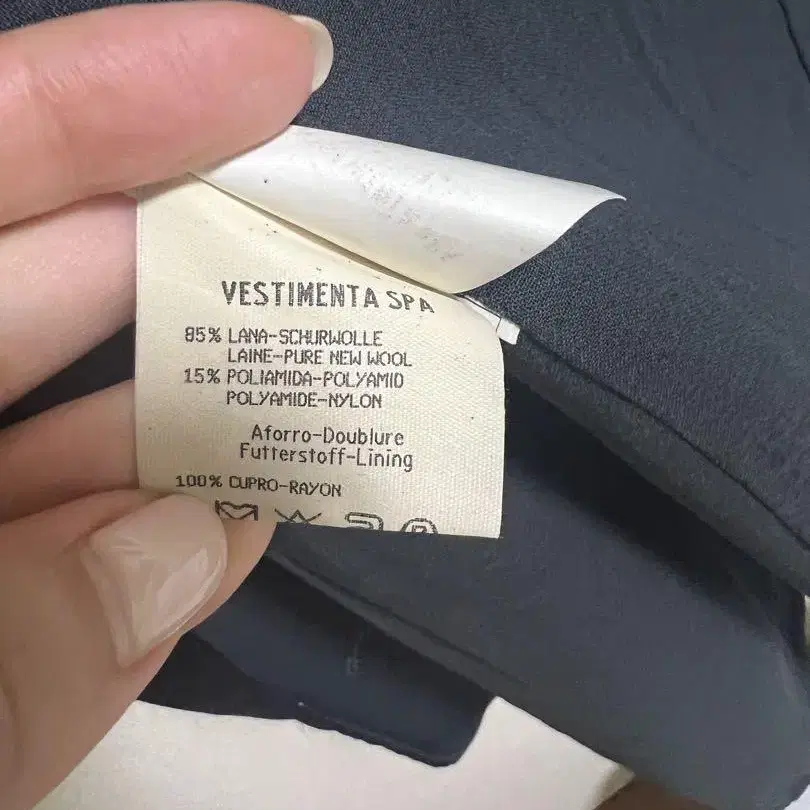 VESTIMENTA SPA
85% LANA-SCHURWOLLE
LAINE-PURE NEW WOOL
15% POLIAMIDA-POLYAMID
POLYAMIDE-NYLON
Aforro-Doublure
Futterstoff-Lining
100% CUPRO-RAYON